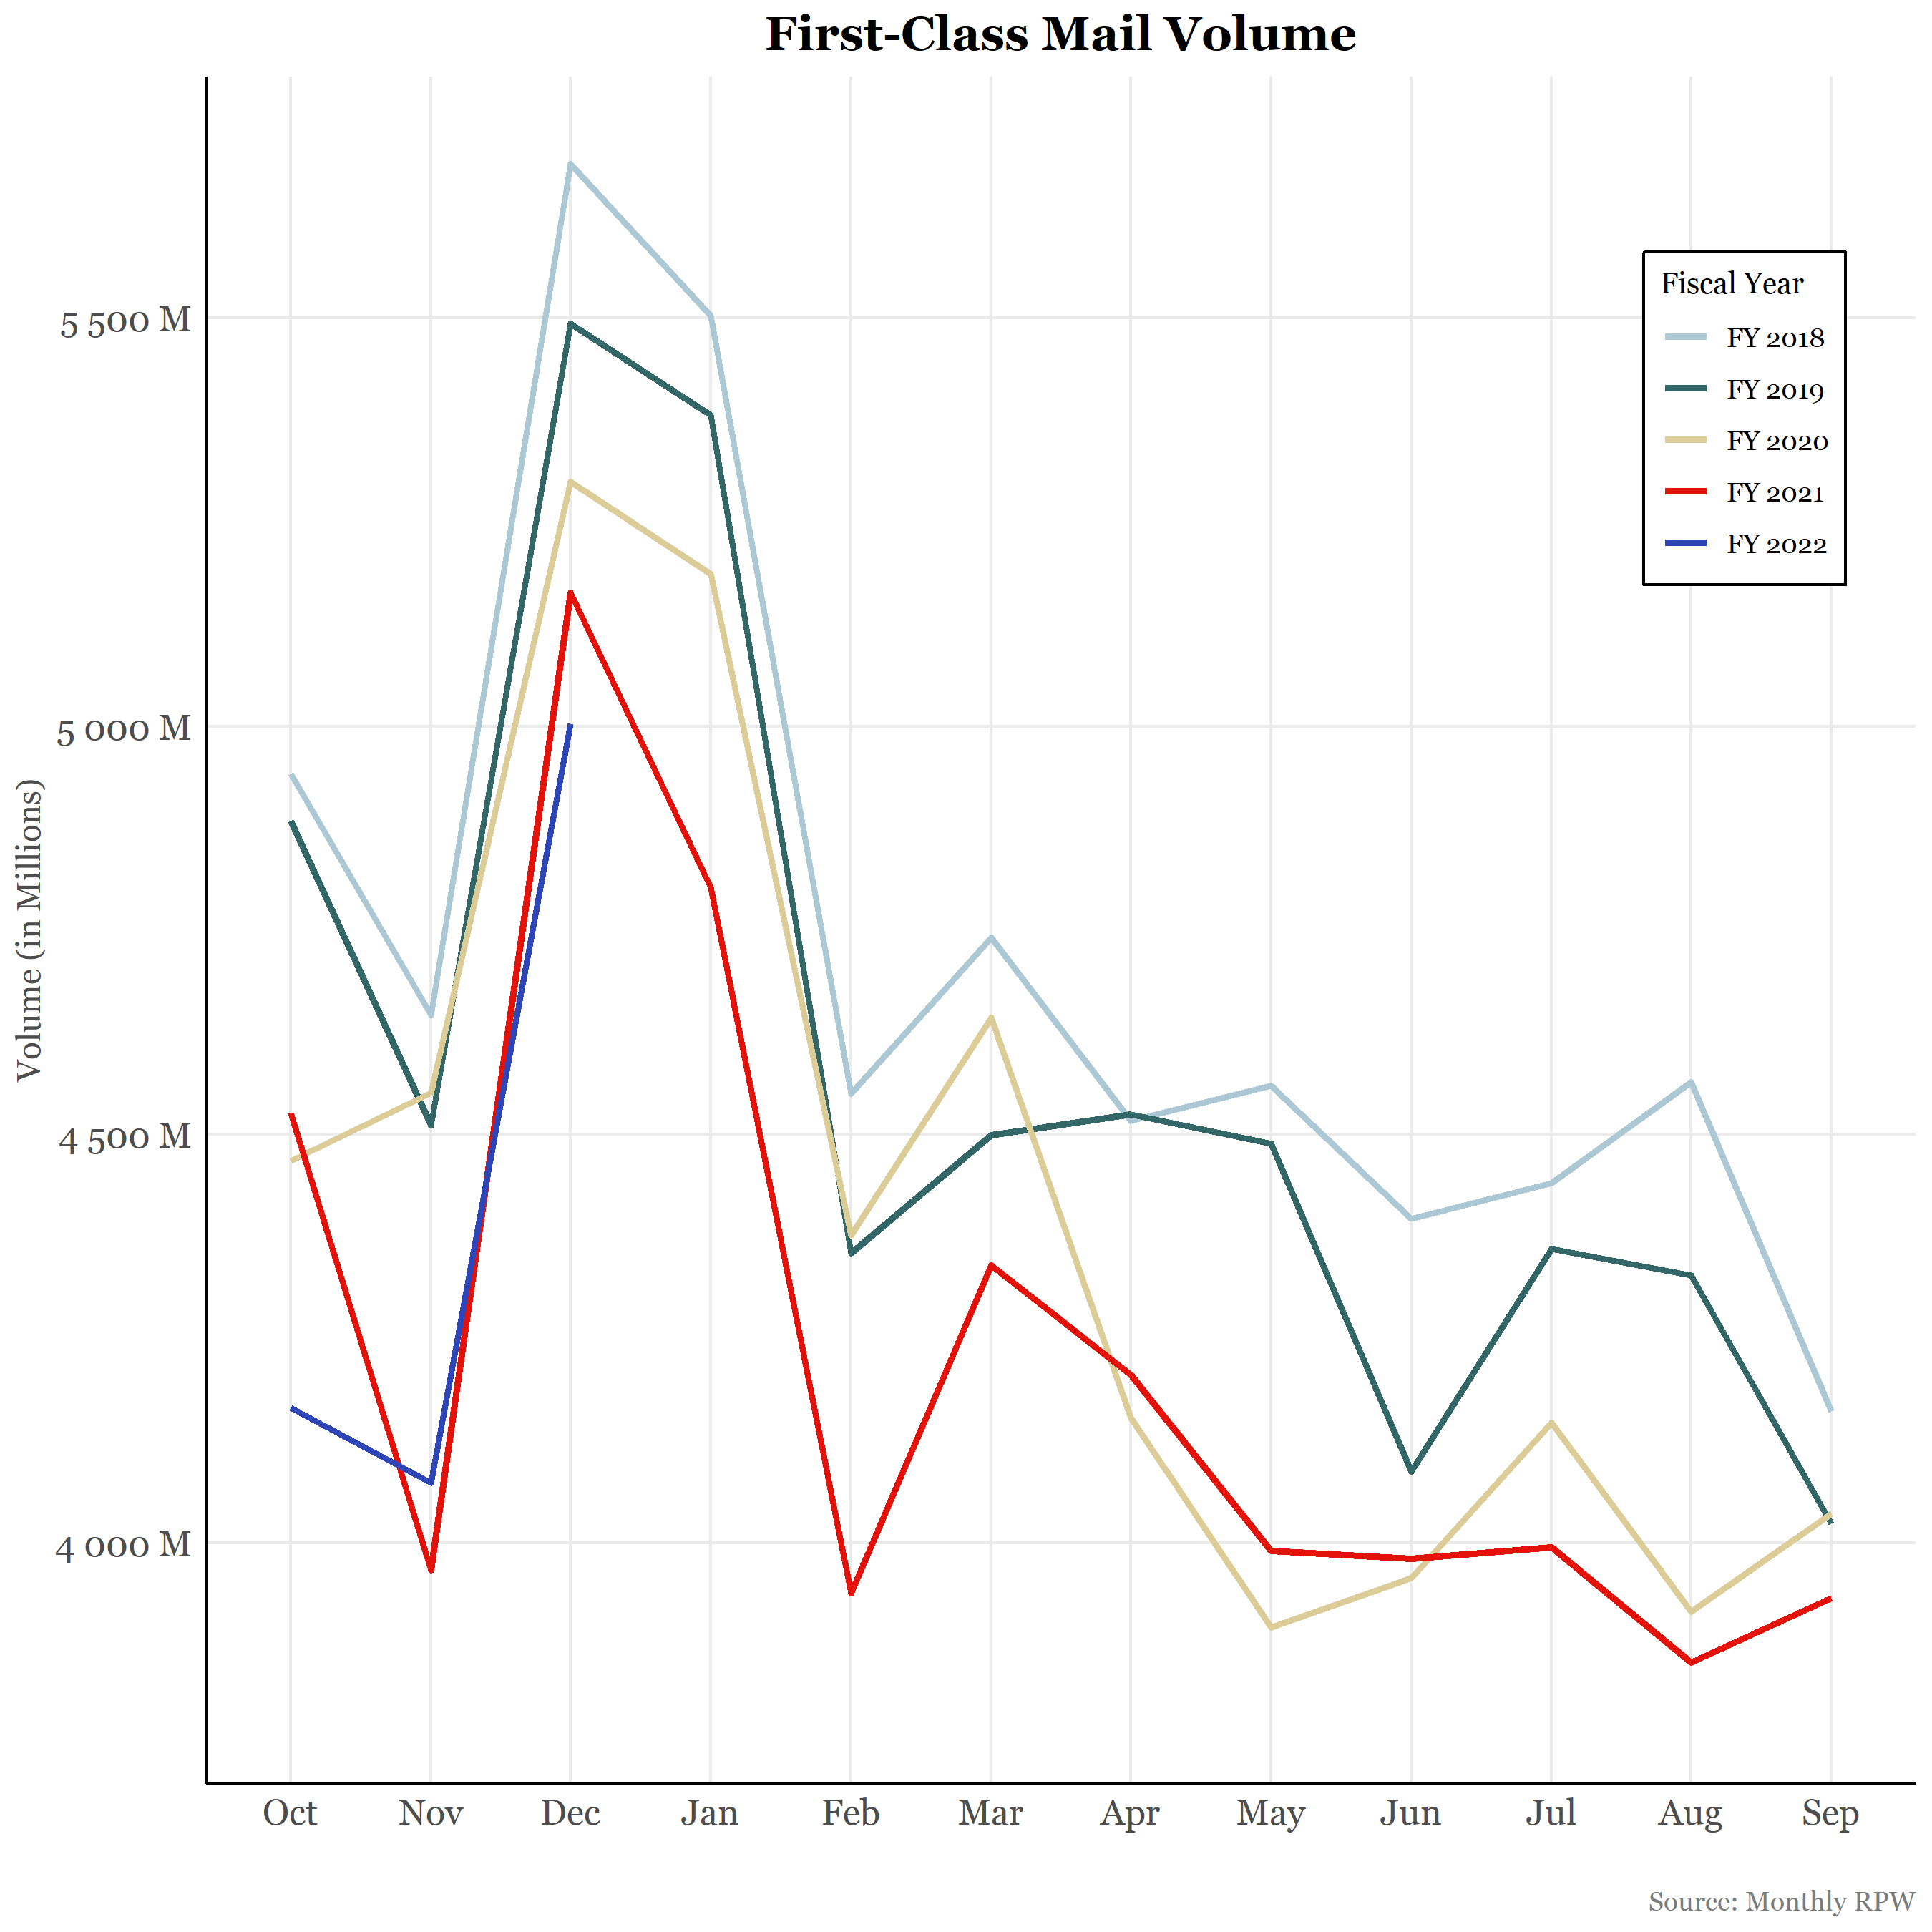 First-Class Mail Volume
Volume (in Millions)
5 500 M
5 000 M
4 500 M
4 000 M
Fiscal Year
FY 2018
FY 2019
FY 2020
FY 2021
FY 2022
Oct Nov Dec Jan Feb Mar Apr May Jun Jul Aug Sep
Source: Monthly RPW